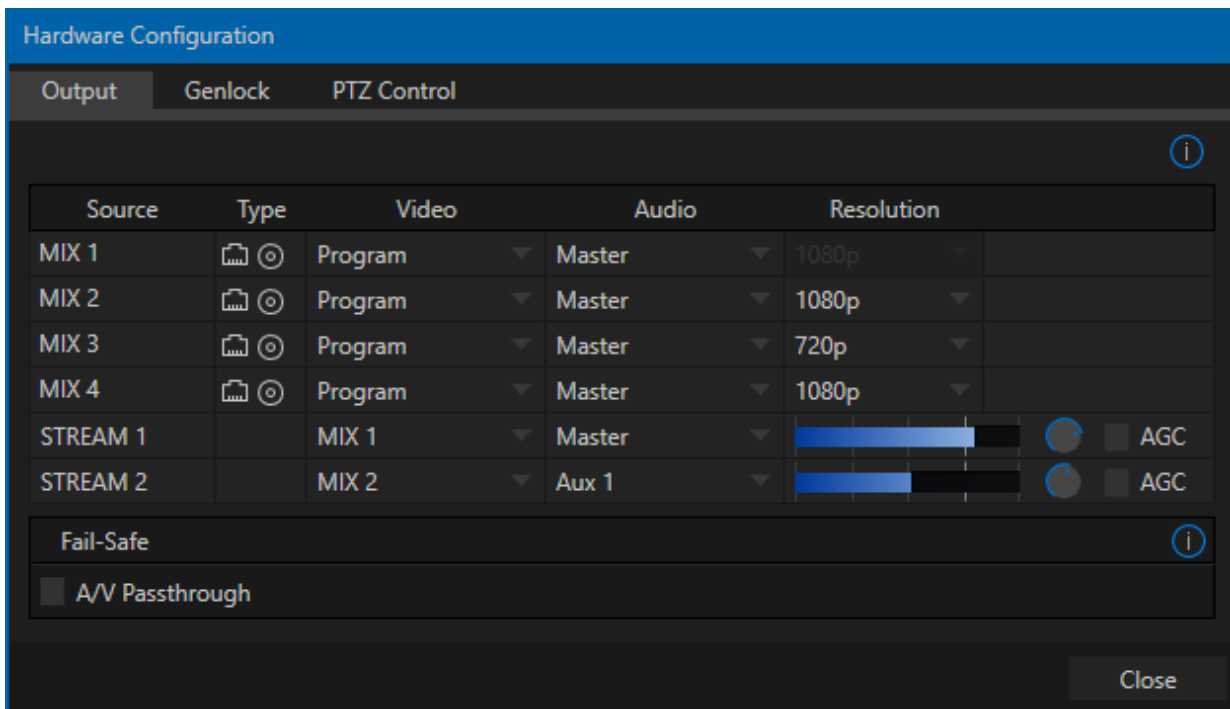 Hardware Configuration
Output Genlock PTZ Control
Source Type Video Audio Resolution
MIX 1 Program Master 1080p
MIX 2 Program Master 1080p
MIX 3 Program Master 720p
MIX 4 Program Master 1080p
STREAM 1 MIX 1 Master AGC
STREAM 2 MIX 2 Aux 1 AGC
Fail-Safe
A/V Passthrough
Close